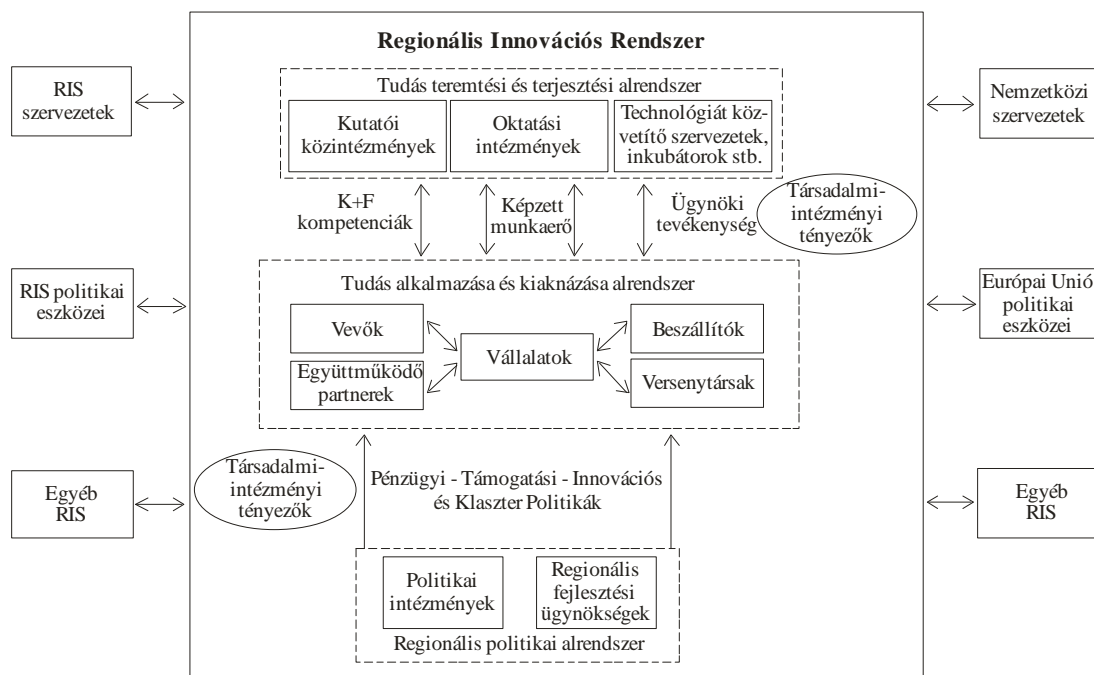 Regionális Innovációs Rendszer
RIS
szervezetek
Tudás teremtési és terjesztési alrendszer
Kutatói
közintézmények
Oktatási
intézmények
Technológiát köz-
vetítő szervezetek,
inkubátorok stb.
Nemzetközi
szervezetek
K+F
kompetenciák
Képzett
munkaerő
Ügynöki
tevékenység
Társadalmi-
intézményi
tényezők
RIS politikai
eszközei
Tudás alkalmazása és kiaknázása alrendszer
Vevők
Együttműködő
partnerek
Vállalatok
Beszállítók
Versenytársak
Európai Unió
politikai
eszközei
Egyéb
RIS
Társadalmi-
intézményi
tényezők
Pénzügyi - Támogatási - Innovációs
és Klaszter Politikák
Egyéb
RIS
Politikai
intézmények
Regionális
fejlesztési
ügynökségek
Regionális politikai alrendszer